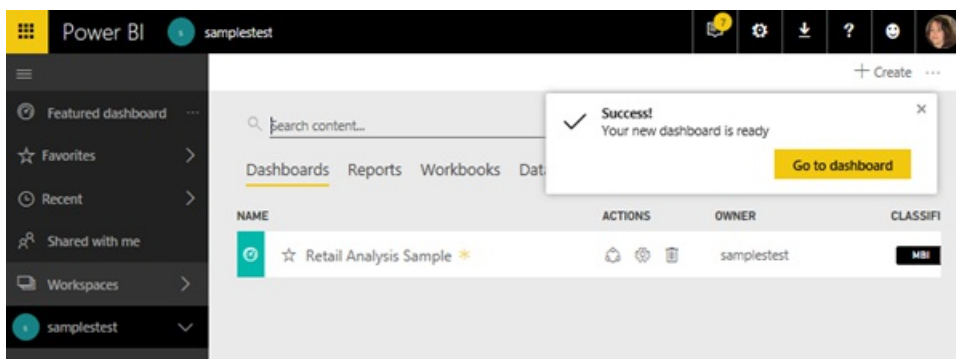 Power BI s samplestest 7 ?
+ Create ...
Featured dashboard ...
Favorites
Recent
Shared with me
Workspaces
s samplestest
Search content...
Success!
Your new dashboard is ready
Go to dashboard
Dashboards Reports Workbooks Dat
NAME ACTIONS OWNER CLASSIFI
Retail Analysis Sample samplestest MBI